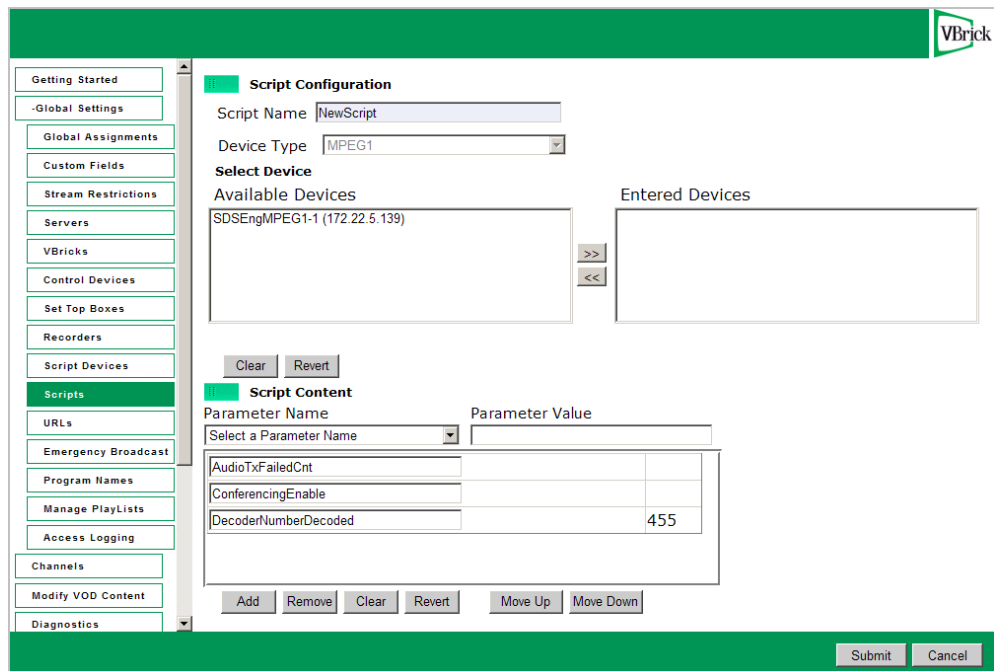 VBrick
Getting Started
-Global Settings
Global Assignments
Custom Fields
Stream Restrictions
Servers
VBricks
Control Devices
Set Top Boxes
Recorders
Script Devices
Scripts
URLs
Emergency Broadcast
Program Names
Manage PlayLists
Access Logging
Channels
Modify VOD Content
Diagnostics
Script Configuration
Script Name NewScript
Device Type MPEG1
Select Device
Available Devices Entered Devices
SDSEngMPEG1-1 (172.22.5.139)
>>
<<
Clear Revert
Script Content
Parameter Name Parameter Value
Select a Parameter Name
AudioTxFailedCnt
ConferencingEnable
DecoderNumberDecoded 455
Add Remove Clear Revert Move Up Move Down
Submit Cancel